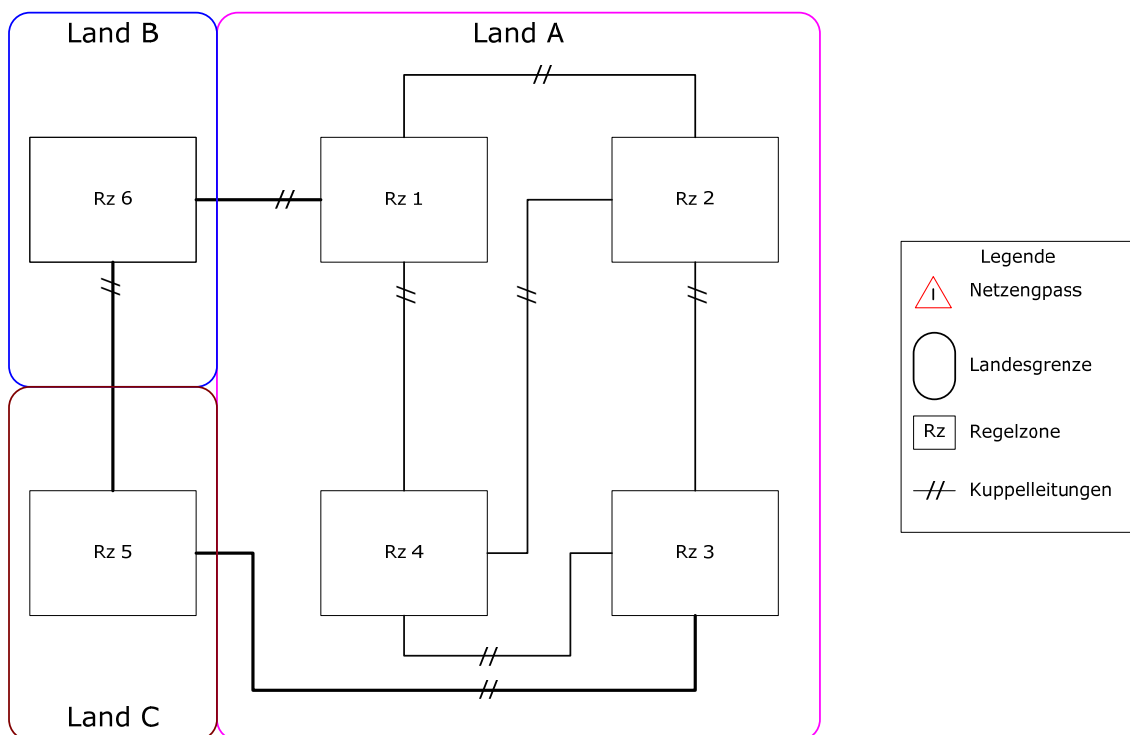 Land B
Land A
Rz 6
Rz 1
Rz 2
Legende
I
Netzengpass
Landesgrenze
Rz
Regelzone
Kuppelleitungen
Rz 5
Rz 4
Rz 3
Land C